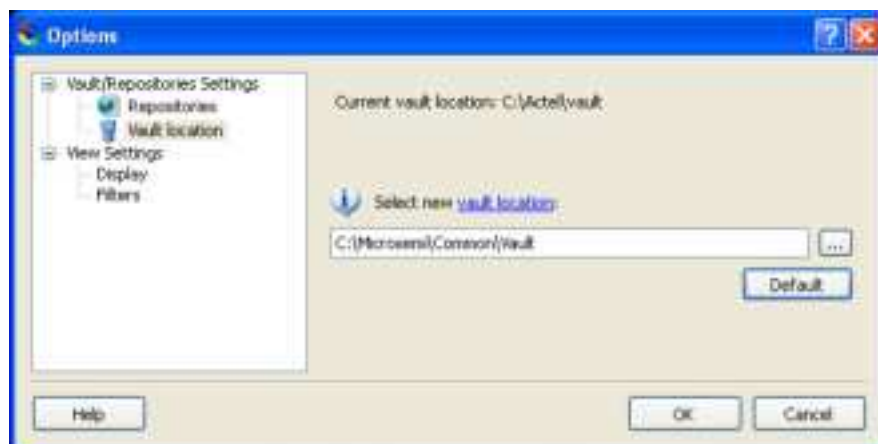 Options
Vault/Repositories Settings
Repositories
Vault location
View Settings
Display
Filters
Current vault location: C:\Actel\vault
Select new vault location:
C:\Microsemi\Common\Vault
...
Default
Help
OK
Cancel